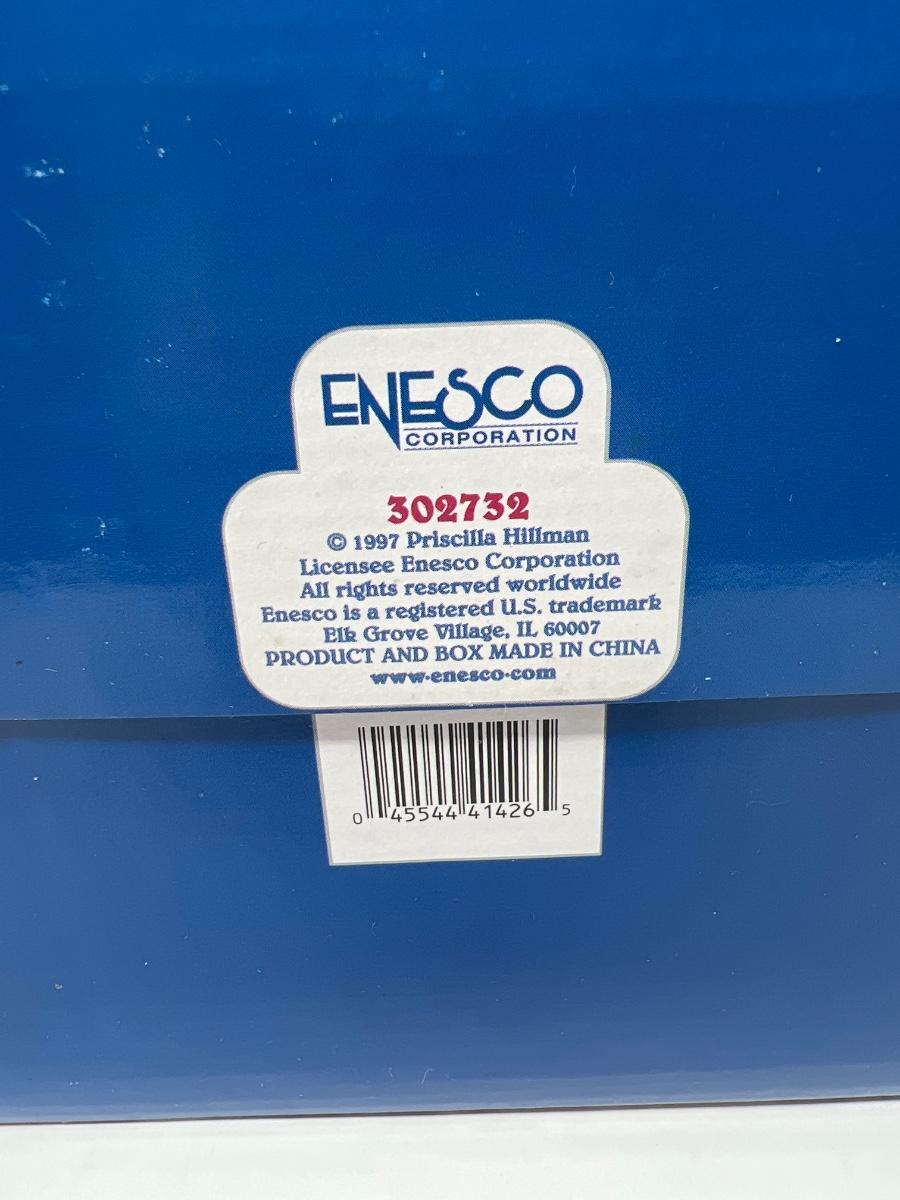 ENESCO
CORPORATION
302732
© 1997 Priscilla Hillman
Licensee Enesco Corporation
All rights reserved worldwide
Enesco is a registered U.S. trademark
Elk Grove Village, IL 60007
PRODUCT AND BOX MADE IN CHINA
www.enesco.com
0 45544 41426 5